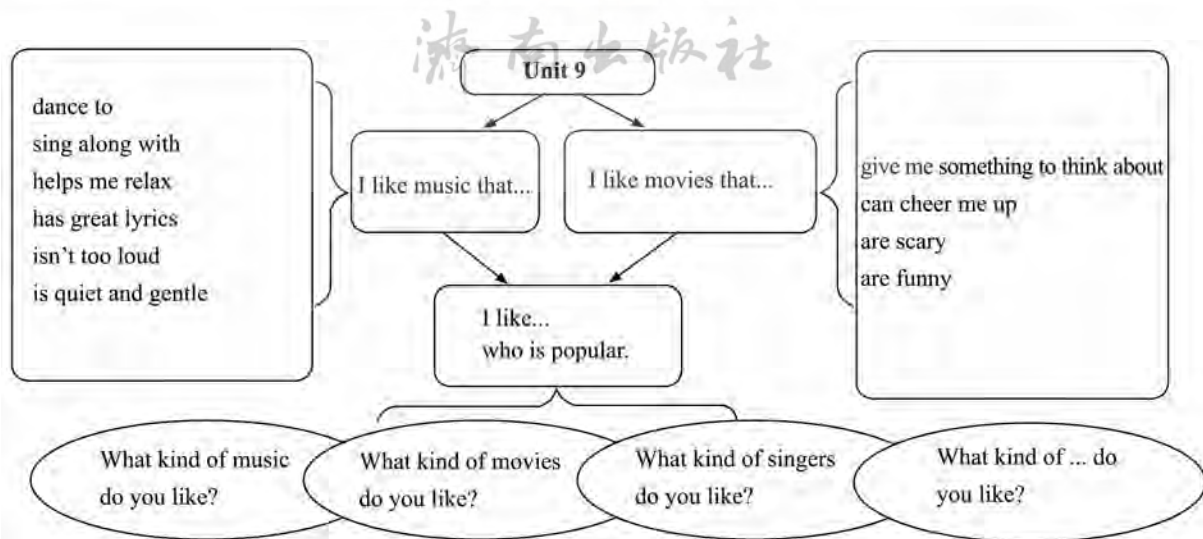 濟南出版社
Unit 9
dance to
sing along with
helps me relax
has great lyrics
isn't too loud
is quiet and gentle
I like music that...
I like movies that...
give me something to think about
can cheer me up
are scary
are funny
I like...
who is popular.
What kind of music
do you like?
What kind of movies
do you like?
What kind of singers
do you like?
What kind of ... do
you like?